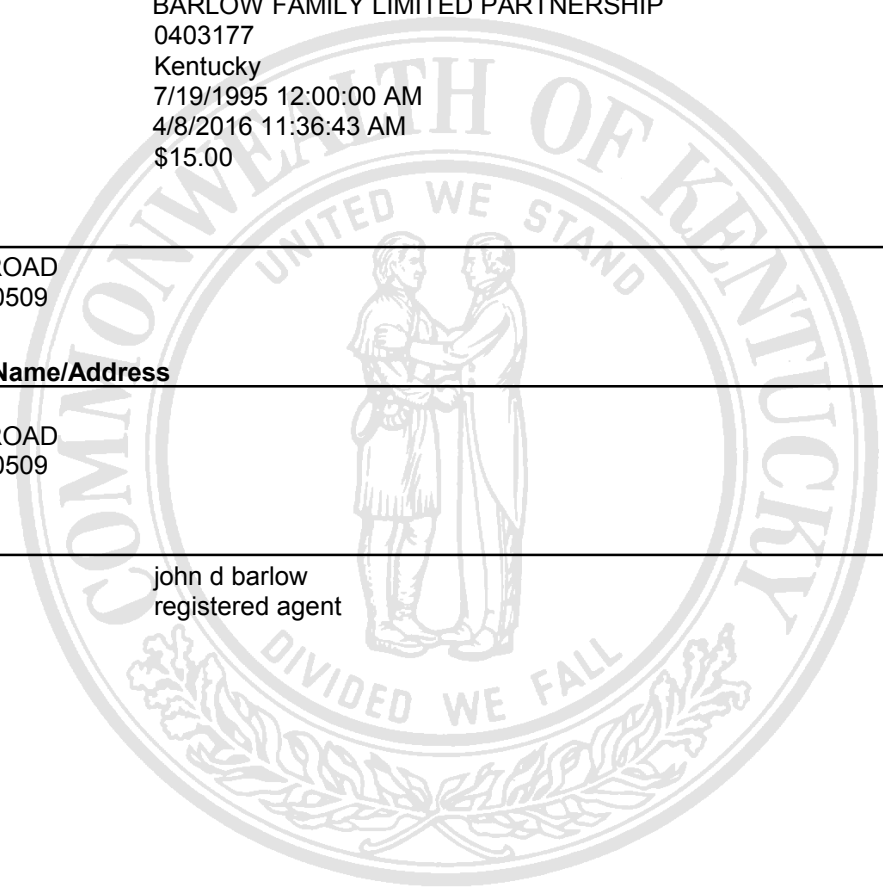 BARLOW FAMILY LIMITED PARTNERSHIP
0403177
Kentucky
7/19/1995 12:00:00 AM
4/8/2016 11:36:43 AM
$15.00
ROAD
0509
Name/Address
ROAD
0509
john d barlow
registered agent
COMMONWEALTH OF KENTUCKY
UNITED WE STAND
DIVIDED WE FALL